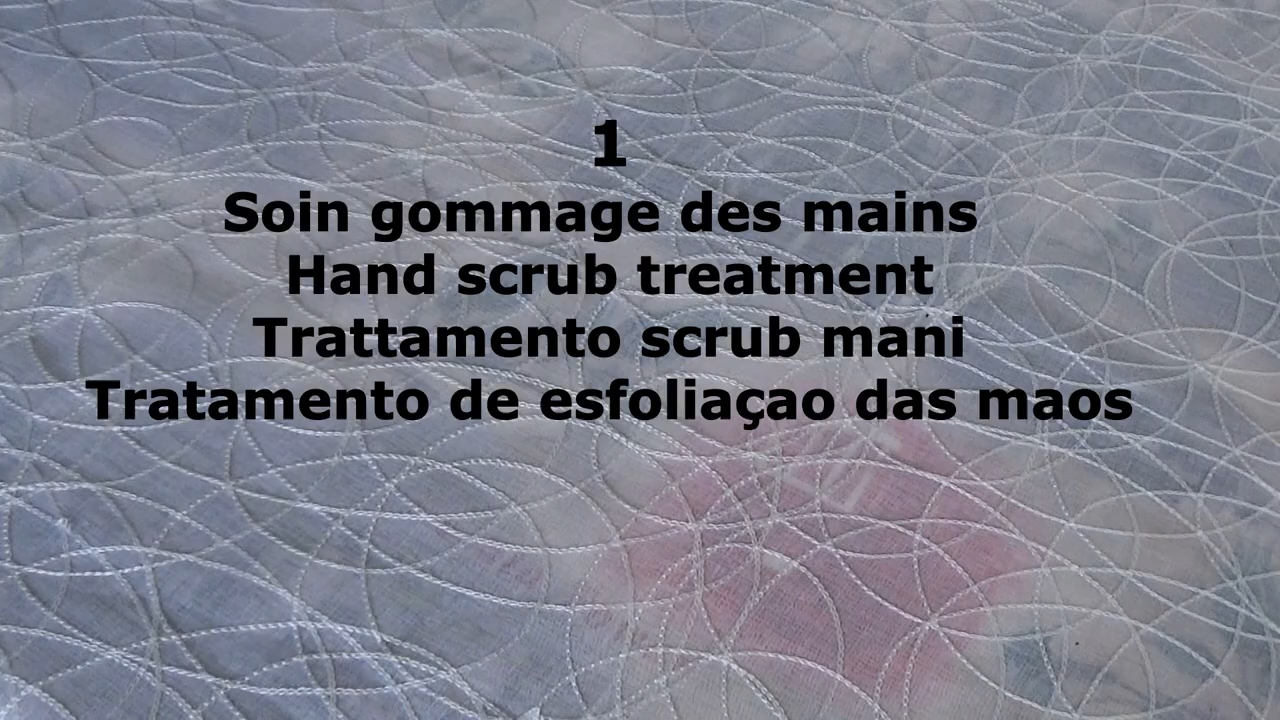 1
Soin gommage des mains
Hand scrub treatment
Trattamento scrub mani
Tratamento de esfoliaçao das maos